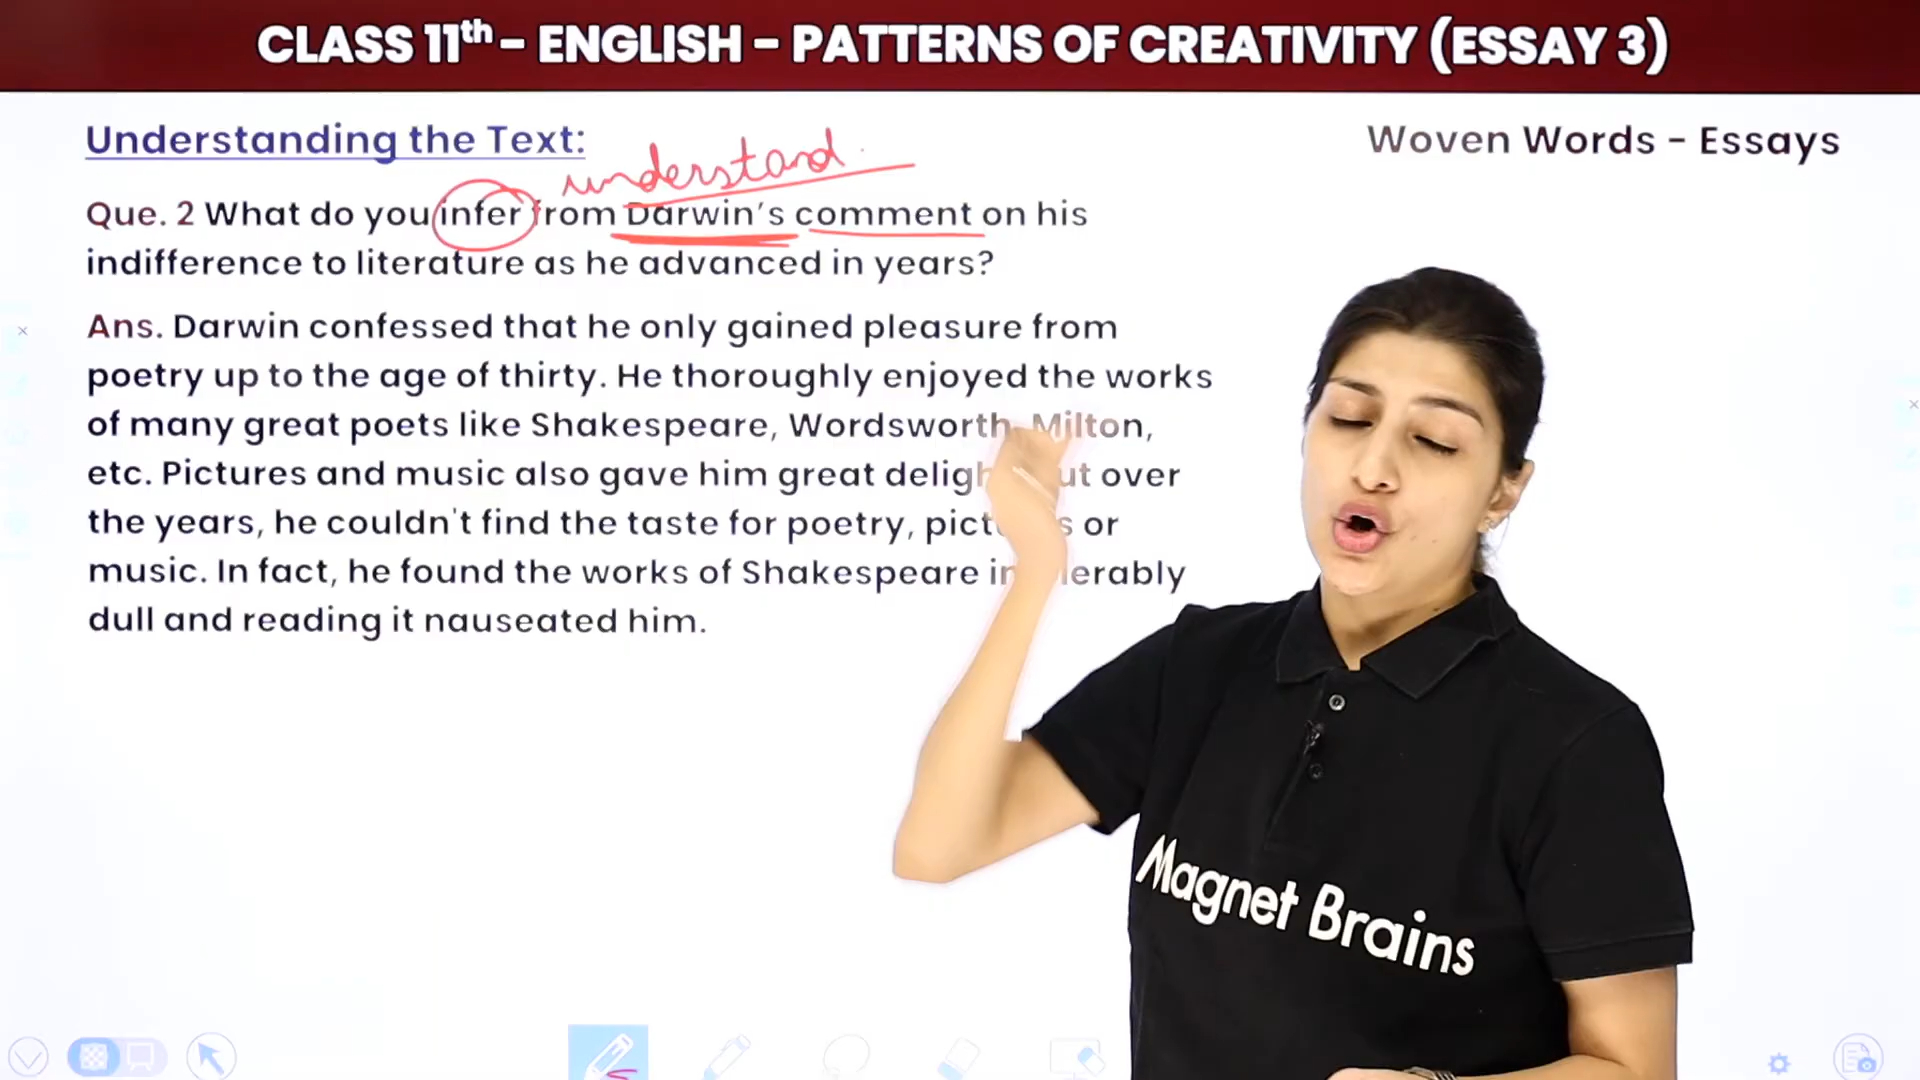 CLASS 11th – ENGLISH – PATTERNS OF CREATIVITY (ESSAY 3)
Understanding the Text:
Woven Words – Essays
understand
Que. 2 What do you infer from Darwin's comment on his
indifference to literature as he advanced in years?
Ans. Darwin confessed that he only gained pleasure from
poetry up to the age of thirty. He thoroughly enjoyed the works
of many great poets like Shakespeare, Wordsworth, Milton,
etc. Pictures and music also gave him great delight but over
the years, he couldn't find the taste for poetry, pictures or
music. In fact, he found the works of Shakespeare intolerably
dull and reading it nauseated him.
Magnet Brains